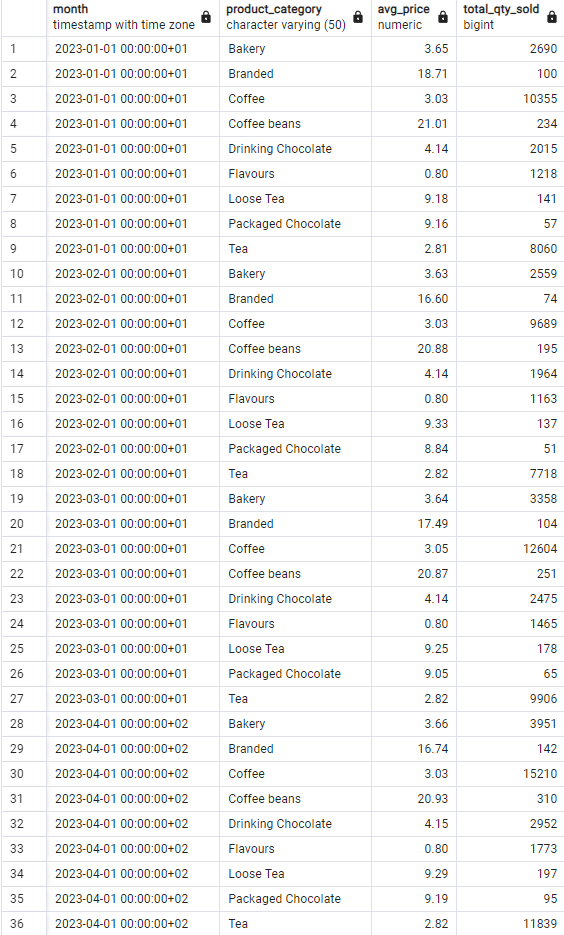 month product_category avg_price total_qty_sold
timestamp with time zone character varying (50) numeric bigint
1 2023-01-01 00:00:00+01 Bakery 3.65 2690
2 2023-01-01 00:00:00+01 Branded 18.71 100
3 2023-01-01 00:00:00+01 Coffee 3.03 10355
4 2023-01-01 00:00:00+01 Coffee beans 21.01 234
5 2023-01-01 00:00:00+01 Drinking Chocolate 4.14 2015
6 2023-01-01 00:00:00+01 Flavours 0.80 1218
7 2023-01-01 00:00:00+01 Loose Tea 9.18 141
8 2023-01-01 00:00:00+01 Packaged Chocolate 9.16 57
9 2023-01-01 00:00:00+01 Tea 2.81 8060
10 2023-02-01 00:00:00+01 Bakery 3.63 2559
11 2023-02-01 00:00:00+01 Branded 16.60 74
12 2023-02-01 00:00:00+01 Coffee 3.03 9689
13 2023-02-01 00:00:00+01 Coffee beans 20.88 195
14 2023-02-01 00:00:00+01 Drinking Chocolate 4.14 1964
15 2023-02-01 00:00:00+01 Flavours 0.80 1163
16 2023-02-01 00:00:00+01 Loose Tea 9.33 137
17 2023-02-01 00:00:00+01 Packaged Chocolate 8.84 51
18 2023-02-01 00:00:00+01 Tea 2.82 7718
19 2023-03-01 00:00:00+01 Bakery 3.64 3358
20 2023-03-01 00:00:00+01 Branded 17.49 104
21 2023-03-01 00:00:00+01 Coffee 3.05 12604
22 2023-03-01 00:00:00+01 Coffee beans 20.87 251
23 2023-03-01 00:00:00+01 Drinking Chocolate 4.14 2475
24 2023-03-01 00:00:00+01 Flavours 0.80 1465
25 2023-03-01 00:00:00+01 Loose Tea 9.25 178
26 2023-03-01 00:00:00+01 Packaged Chocolate 9.05 65
27 2023-03-01 00:00:00+01 Tea 2.82 9906
28 2023-04-01 00:00:00+02 Bakery 3.66 3951
29 2023-04-01 00:00:00+02 Branded 16.74 142
30 2023-04-01 00:00:00+02 Coffee 3.03 15210
31 2023-04-01 00:00:00+02 Coffee beans 20.93 310
32 2023-04-01 00:00:00+02 Drinking Chocolate 4.15 2952
33 2023-04-01 00:00:00+02 Flavours 0.80 1773
34 2023-04-01 00:00:00+02 Loose Tea 9.29 197
35 2023-04-01 00:00:00+02 Packaged Chocolate 9.19 95
36 2023-04-01 00:00:00+02 Tea 2.82 11839